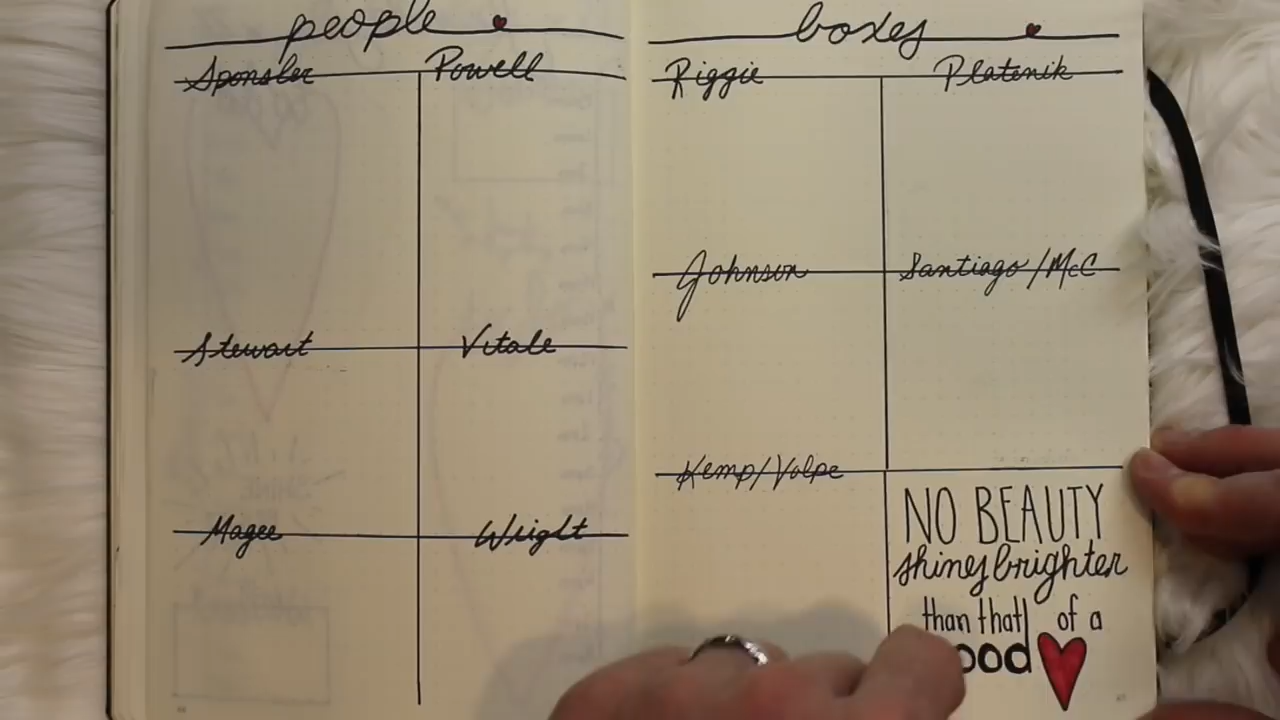 people
Sponsler Powell
Stewart Vitale
Magee Wright
boxes
Riggie Platenik
Johnson Santiago/McC
Kemp/Volpe
NO BEAUTY
shines brighter
than that of a
ood